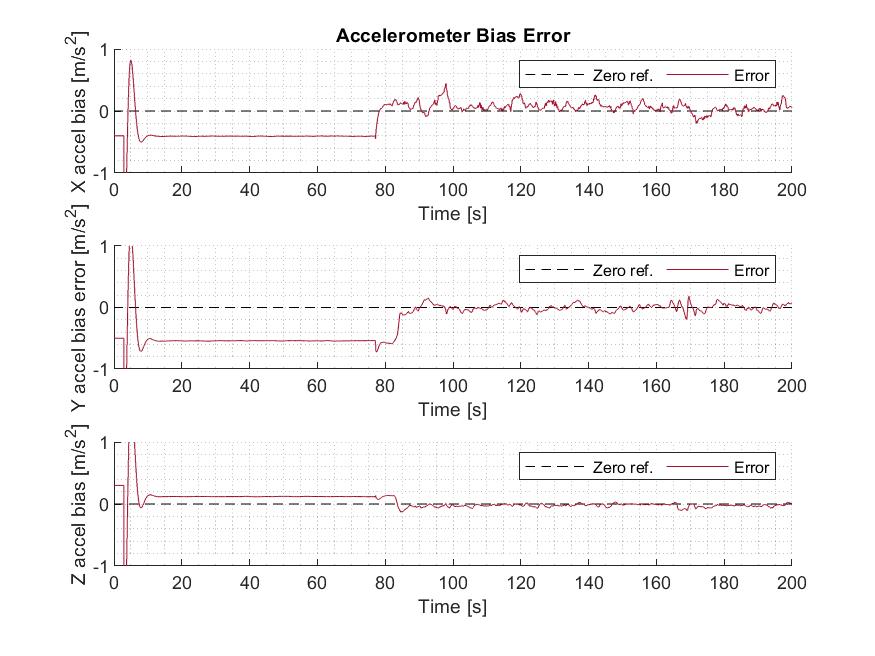 Accelerometer Bias Error
X accel bias [m/s²]
1
0
-1
Zero ref. Error
0 20 40 60 80 100 120 140 160 180 200
Time [s]
Y accel bias error [m/s²]
1
0
-1
Zero ref. Error
0 20 40 60 80 100 120 140 160 180 200
Time [s]
Z accel bias [m/s²]
1
0
-1
Zero ref. Error
0 20 40 60 80 100 120 140 160 180 200
Time [s]